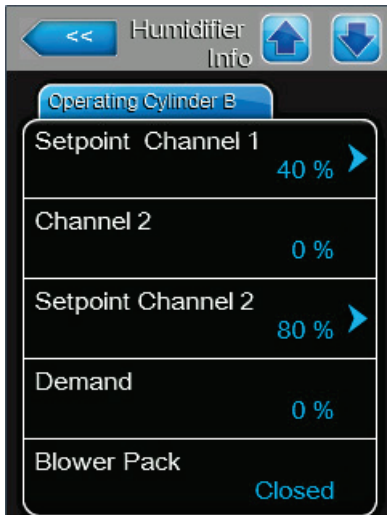 <<
Humidifier
Info
Operating Cylinder B
Setpoint Channel 1
40 %
Channel 2
0 %
Setpoint Channel 2
80 %
Demand
0 %
Blower Pack
Closed